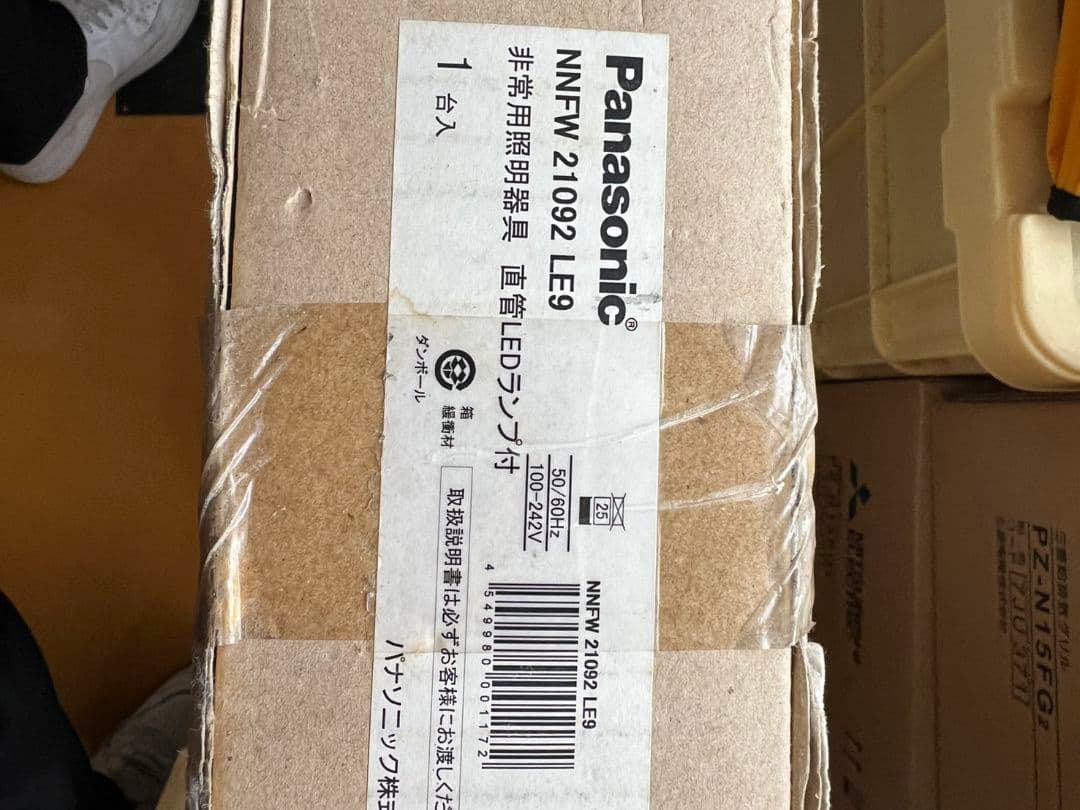 Panasonic®
NNFW 21092 LE9
非常用照明器具 直管LEDランプ付
1 台入
25
50/60Hz
100-242V
箱
緩衝材
ダンボール
NNFW 21092 LE9
4 549980 001172
取扱説明書は必ずお客様にお渡しくだ
パナソニック株式
PZ-N15FG2